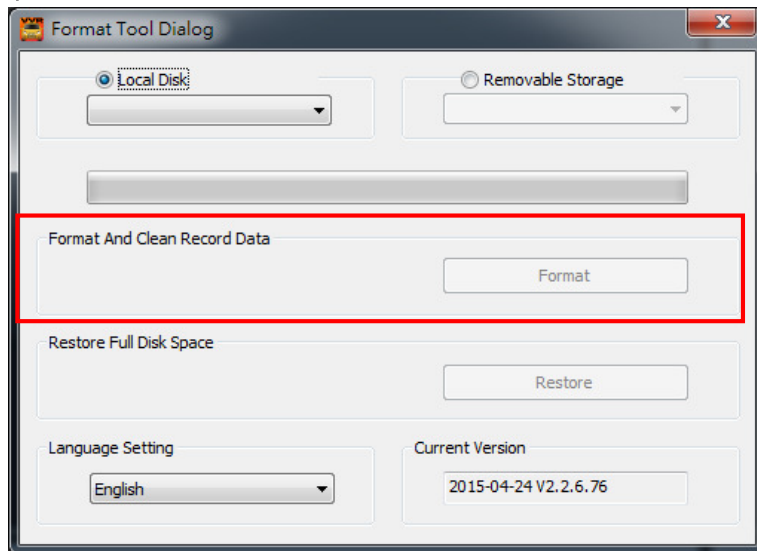 Format Tool Dialog
Local Disk
Removable Storage
Format And Clean Record Data
Format
Restore Full Disk Space
Restore
Language Setting
Current Version
English
2015-04-24 V2.2.6.76